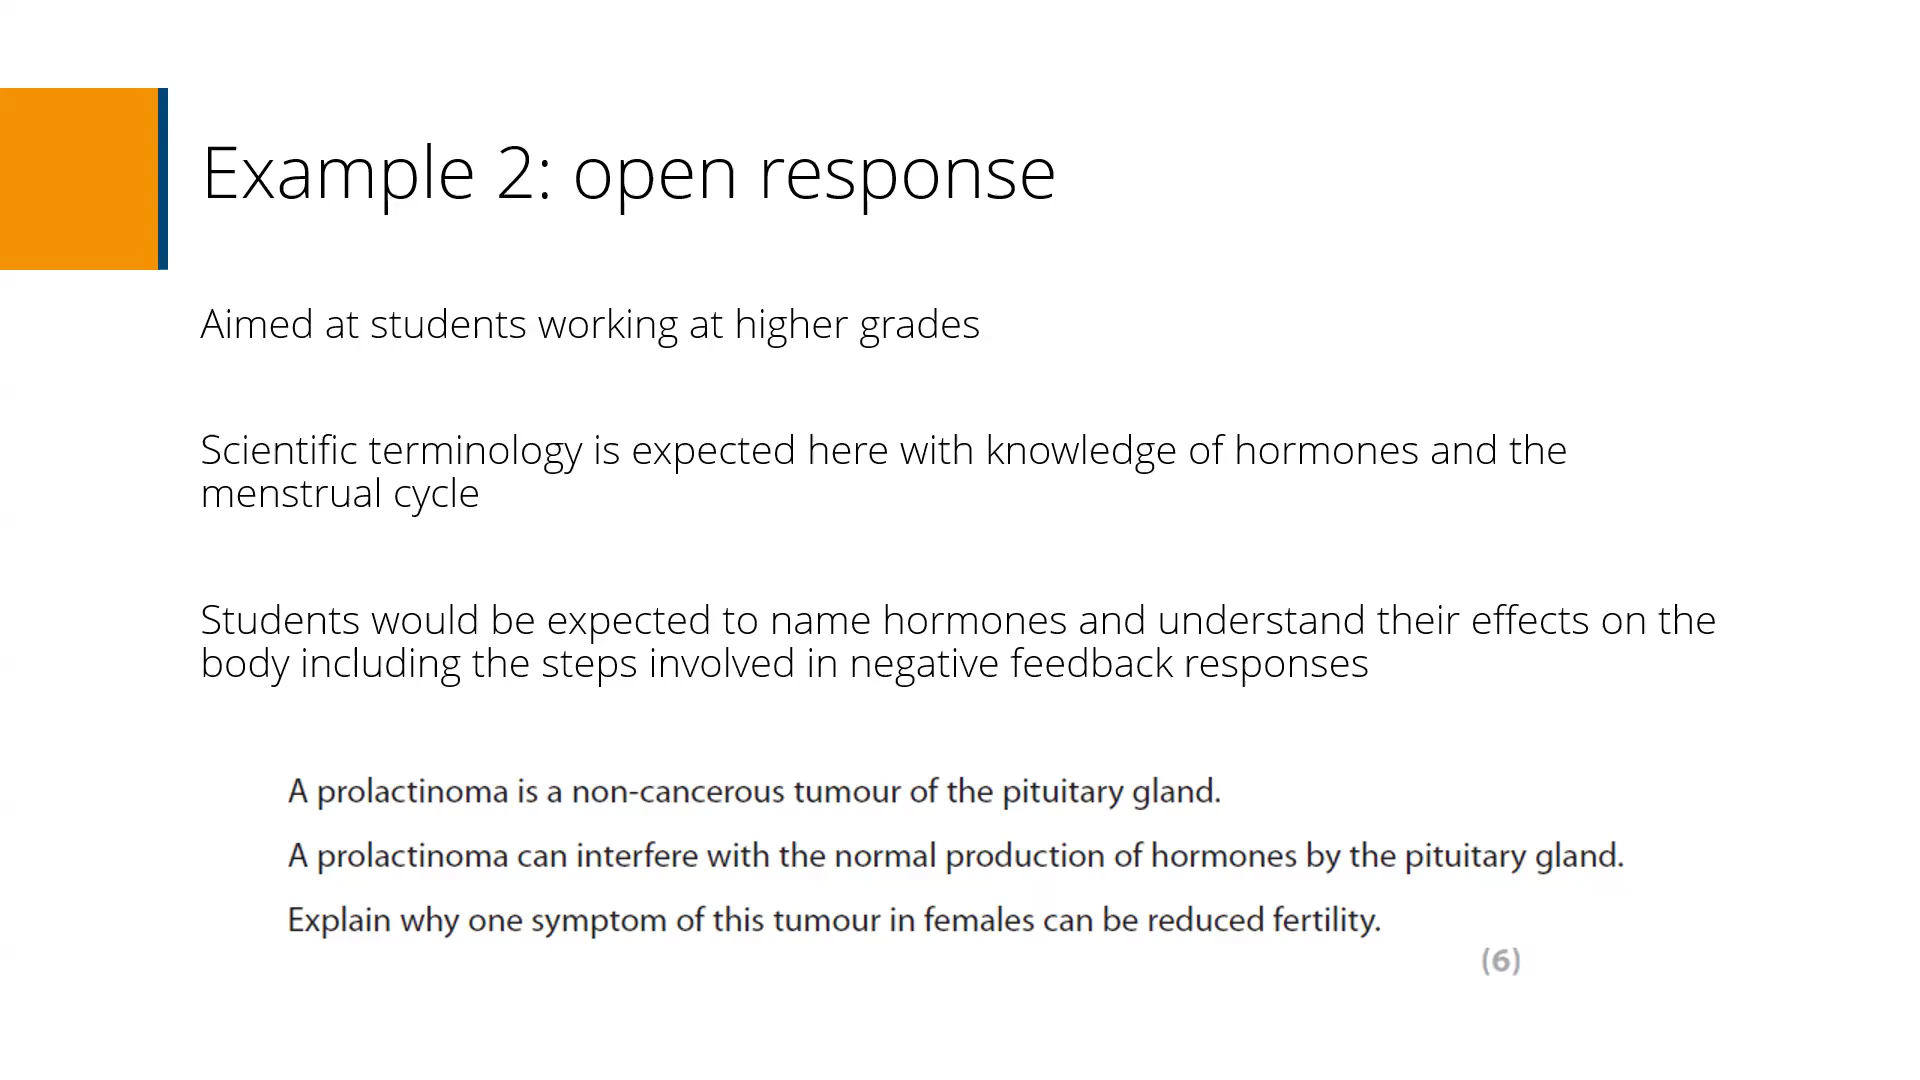 Example 2: open response
Aimed at students working at higher grades
Scientific terminology is expected here with knowledge of hormones and the
menstrual cycle
Students would be expected to name hormones and understand their effects on the
body including the steps involved in negative feedback responses
A prolactinoma is a non-cancerous tumour of the pituitary gland.
A prolactinoma can interfere with the normal production of hormones by the pituitary gland.
Explain why one symptom of this tumour in females can be reduced fertility.
(6)